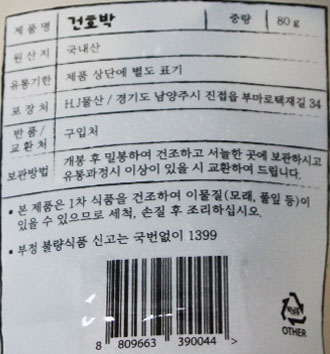 제품명 건호박 중량 80g
원산지 국내산
유통기한 제품 상단에 별도 표기
포장처 HJ물산 / 경기도 남양주시 진접읍 부마로택재길 34
반품/교환처 구입처
보관방법 개봉 후 밀봉하여 건조하고 서늘한 곳에 보관하시고
유통과정시 이상이 있을 시 교환하여 드립니다.
• 본 제품은 1차 식품을 건조하여 이물질(모래, 풀잎 등)이
있을 수 있으므로 세척, 손질 후 조리하십시오.
• 부정 불량식품 신고는 국번없이 1399
8 809663 390044 >
OTHER